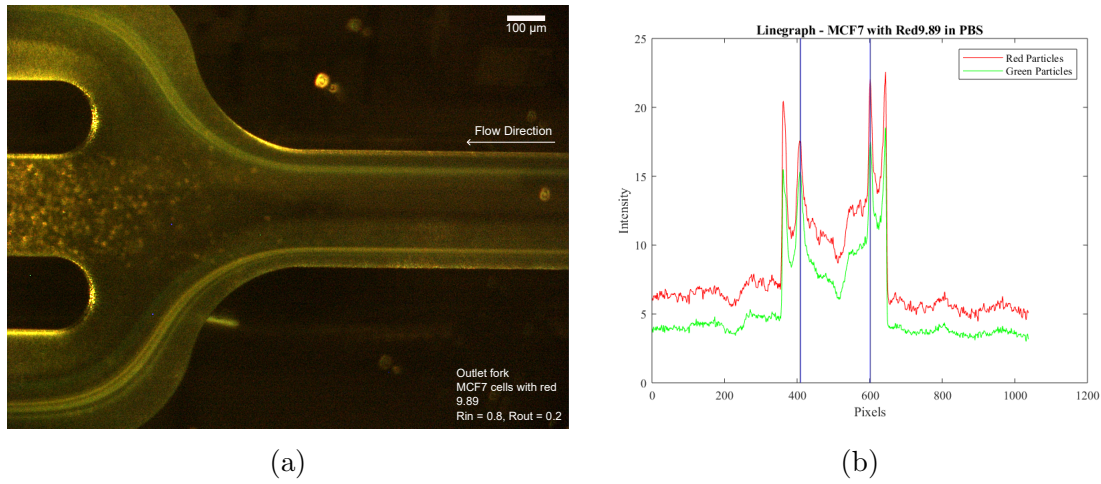 100 µm
Flow Direction
Outlet fork
MCF7 cells with red
9.89
Rin = 0.8, Rout = 0.2
(a)
Linegraph - MCF7 with Red9.89 in PBS
Red Particles
Green Particles
Intensity
25
20
15
10
5
0
0 200 400 600 800 1000 1200
Pixels
(b)